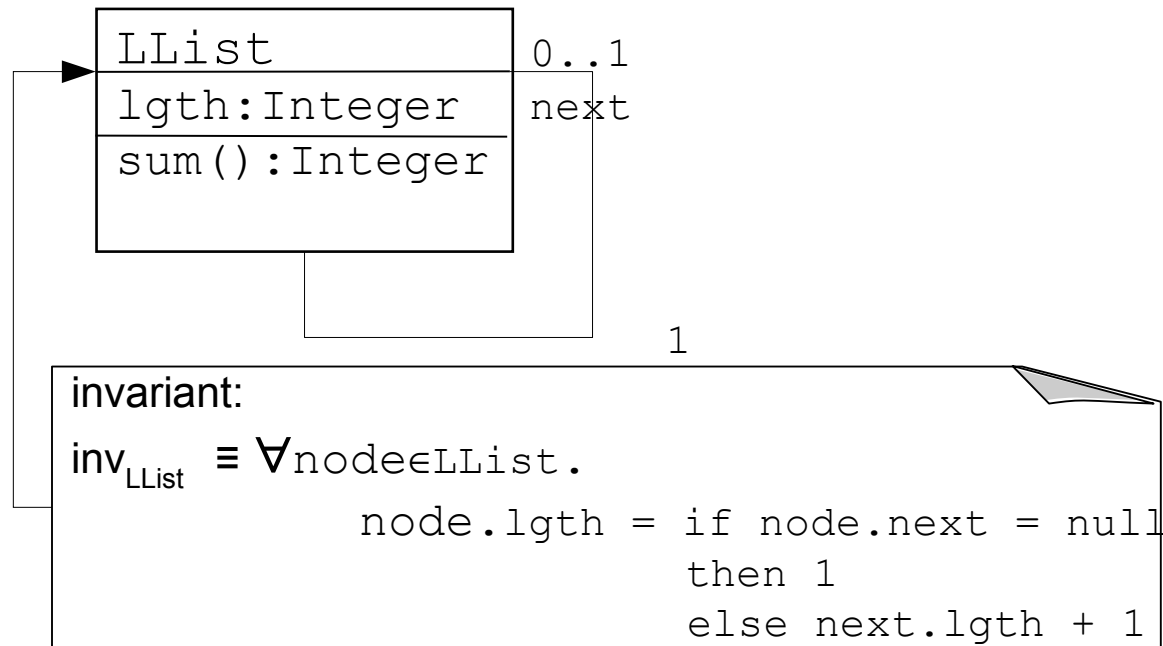 LList
0..1
lgth:Integer
next
sum():Integer
1
invariant:
inv_LList ≡ ∀node∈LList.
node.lgth = if node.next = null
then 1
else next.lgth + 1